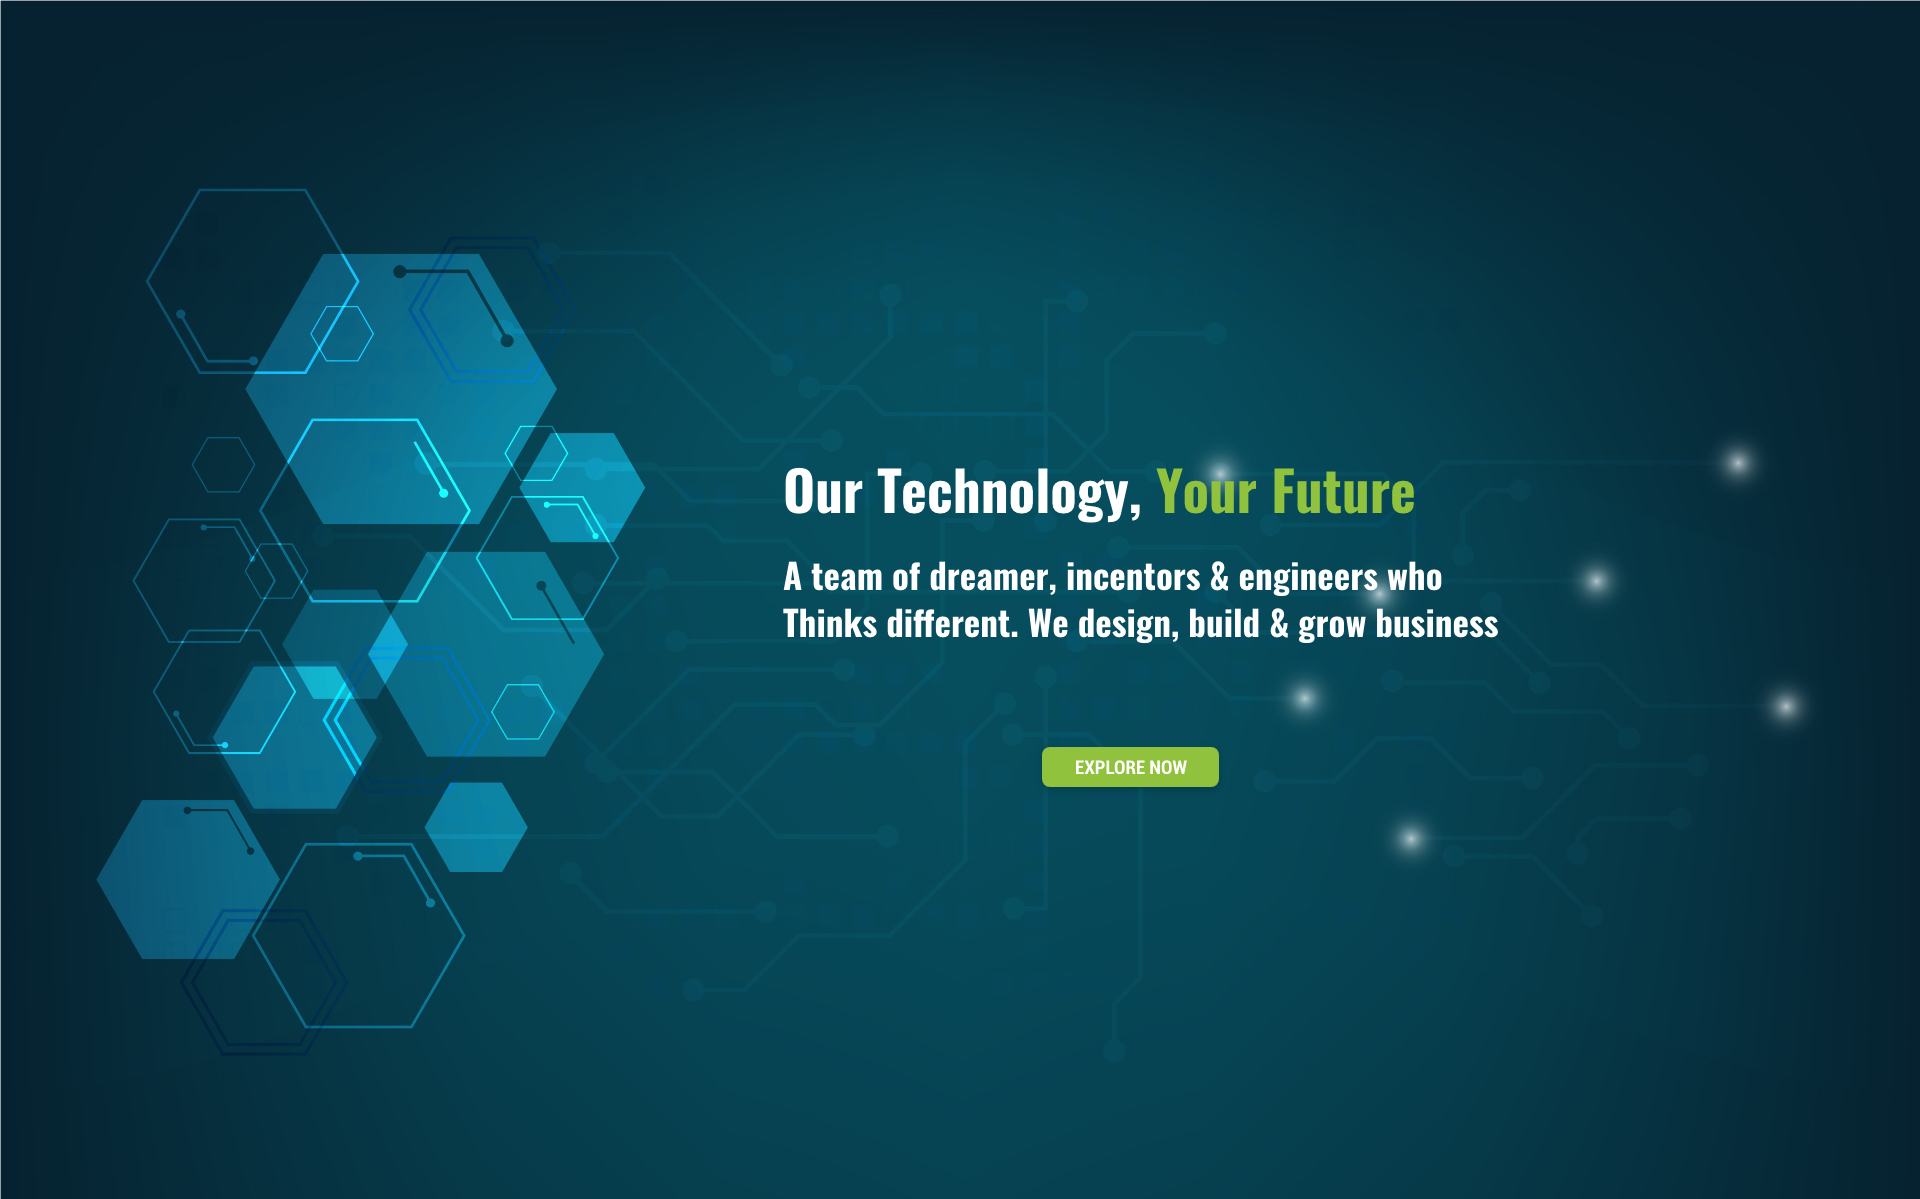 Our Technology, Your Future
A team of dreamer, incentors & engineers who
Thinks different. We design, build & grow business
EXPLORE NOW